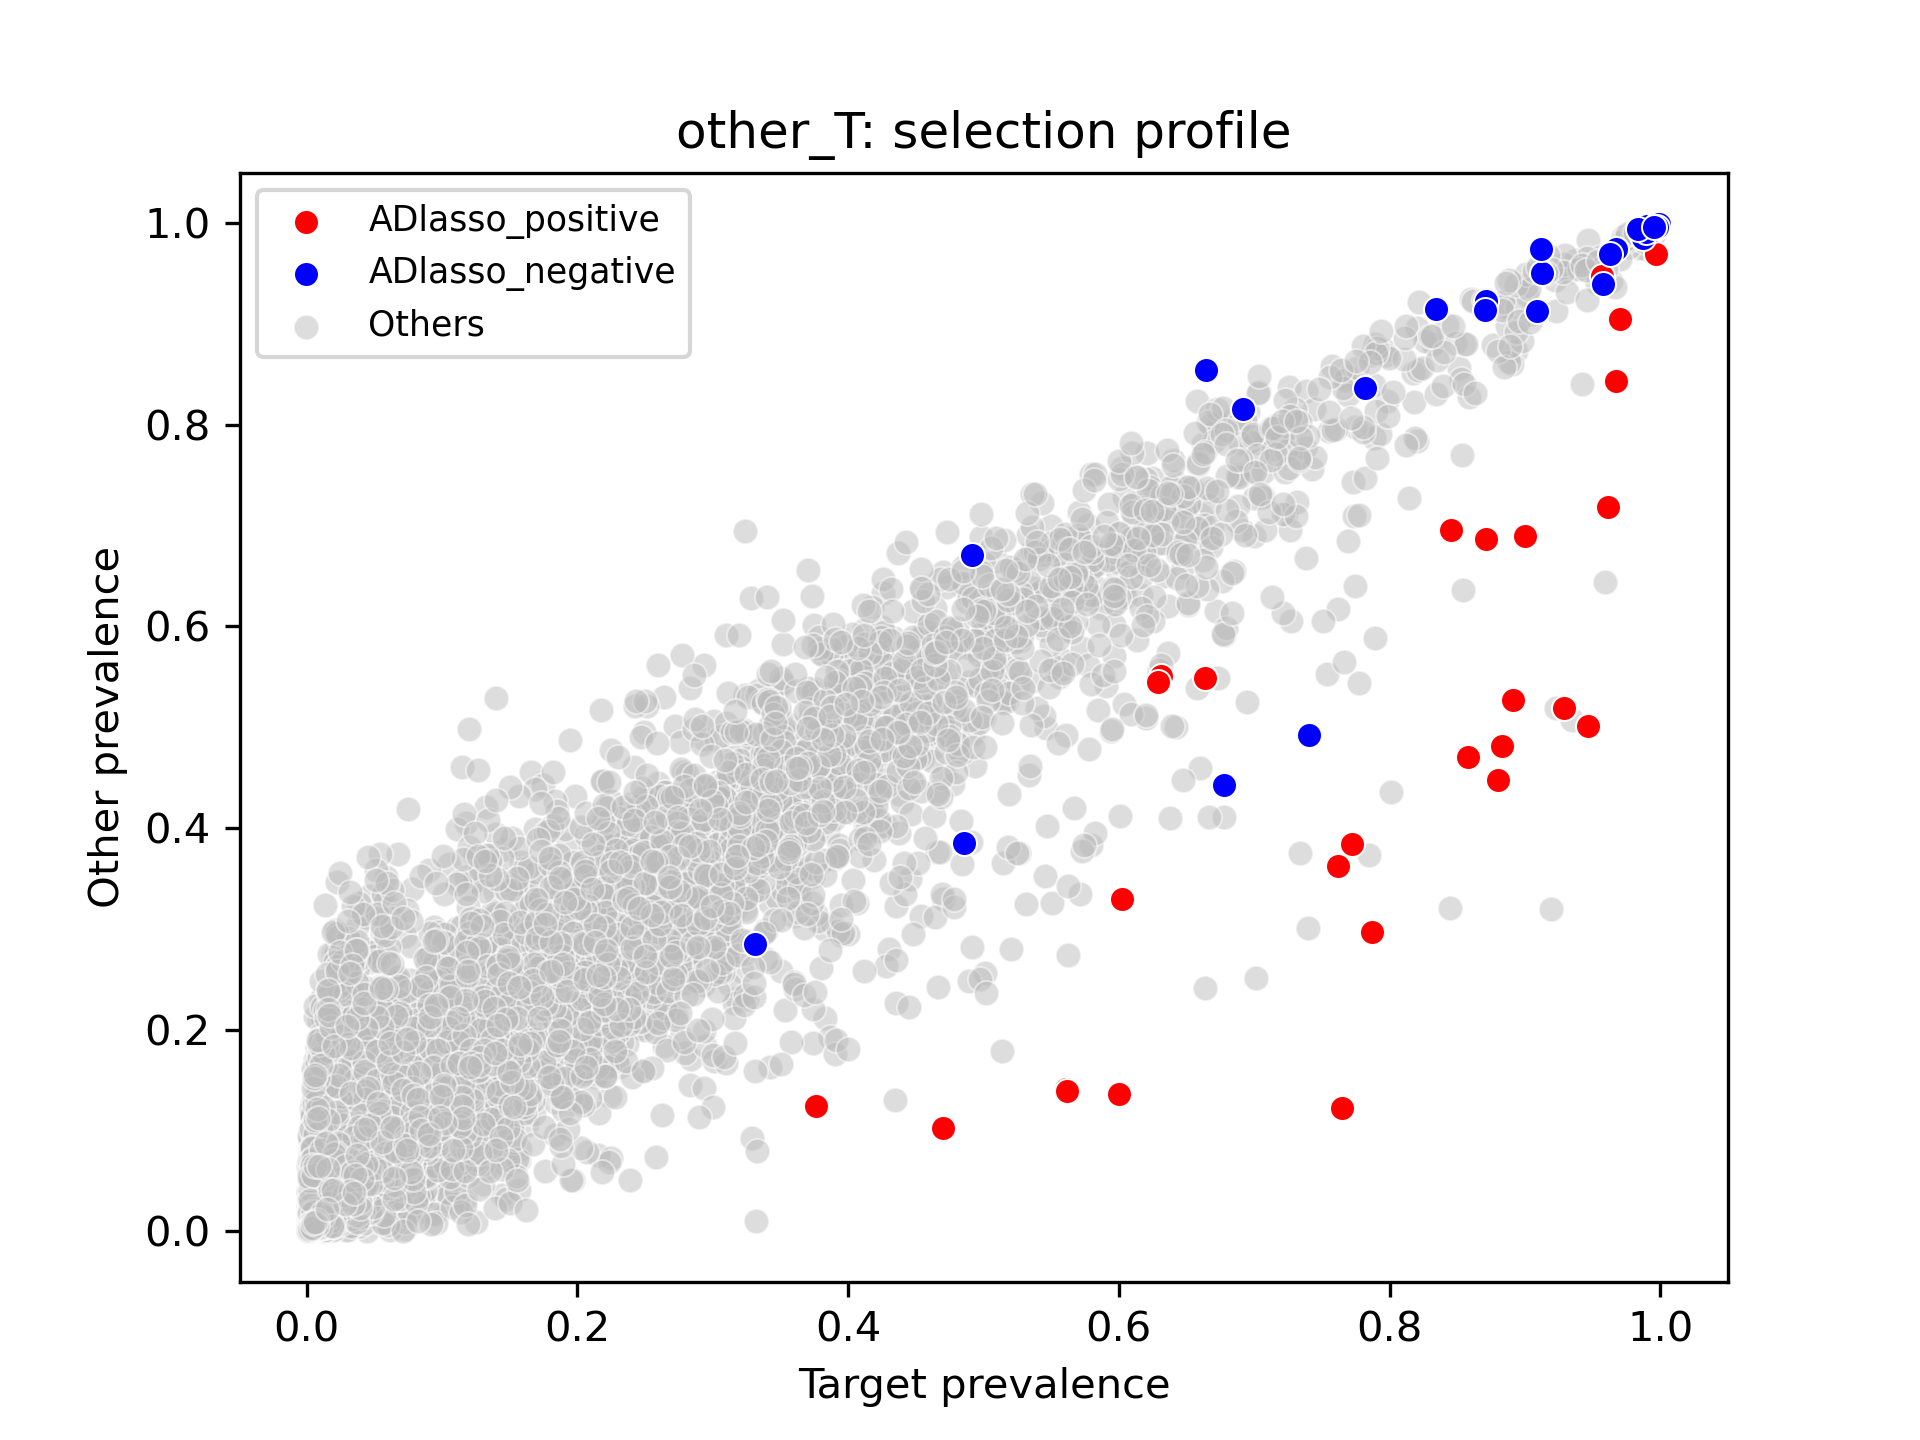 other_T: selection profile
ADlasso_positive
ADlasso_negative
Others
1.0
0.8
0.6
0.4
0.2
0.0
Other prevalence
0.0 0.2 0.4 0.6 0.8 1.0
Target prevalence